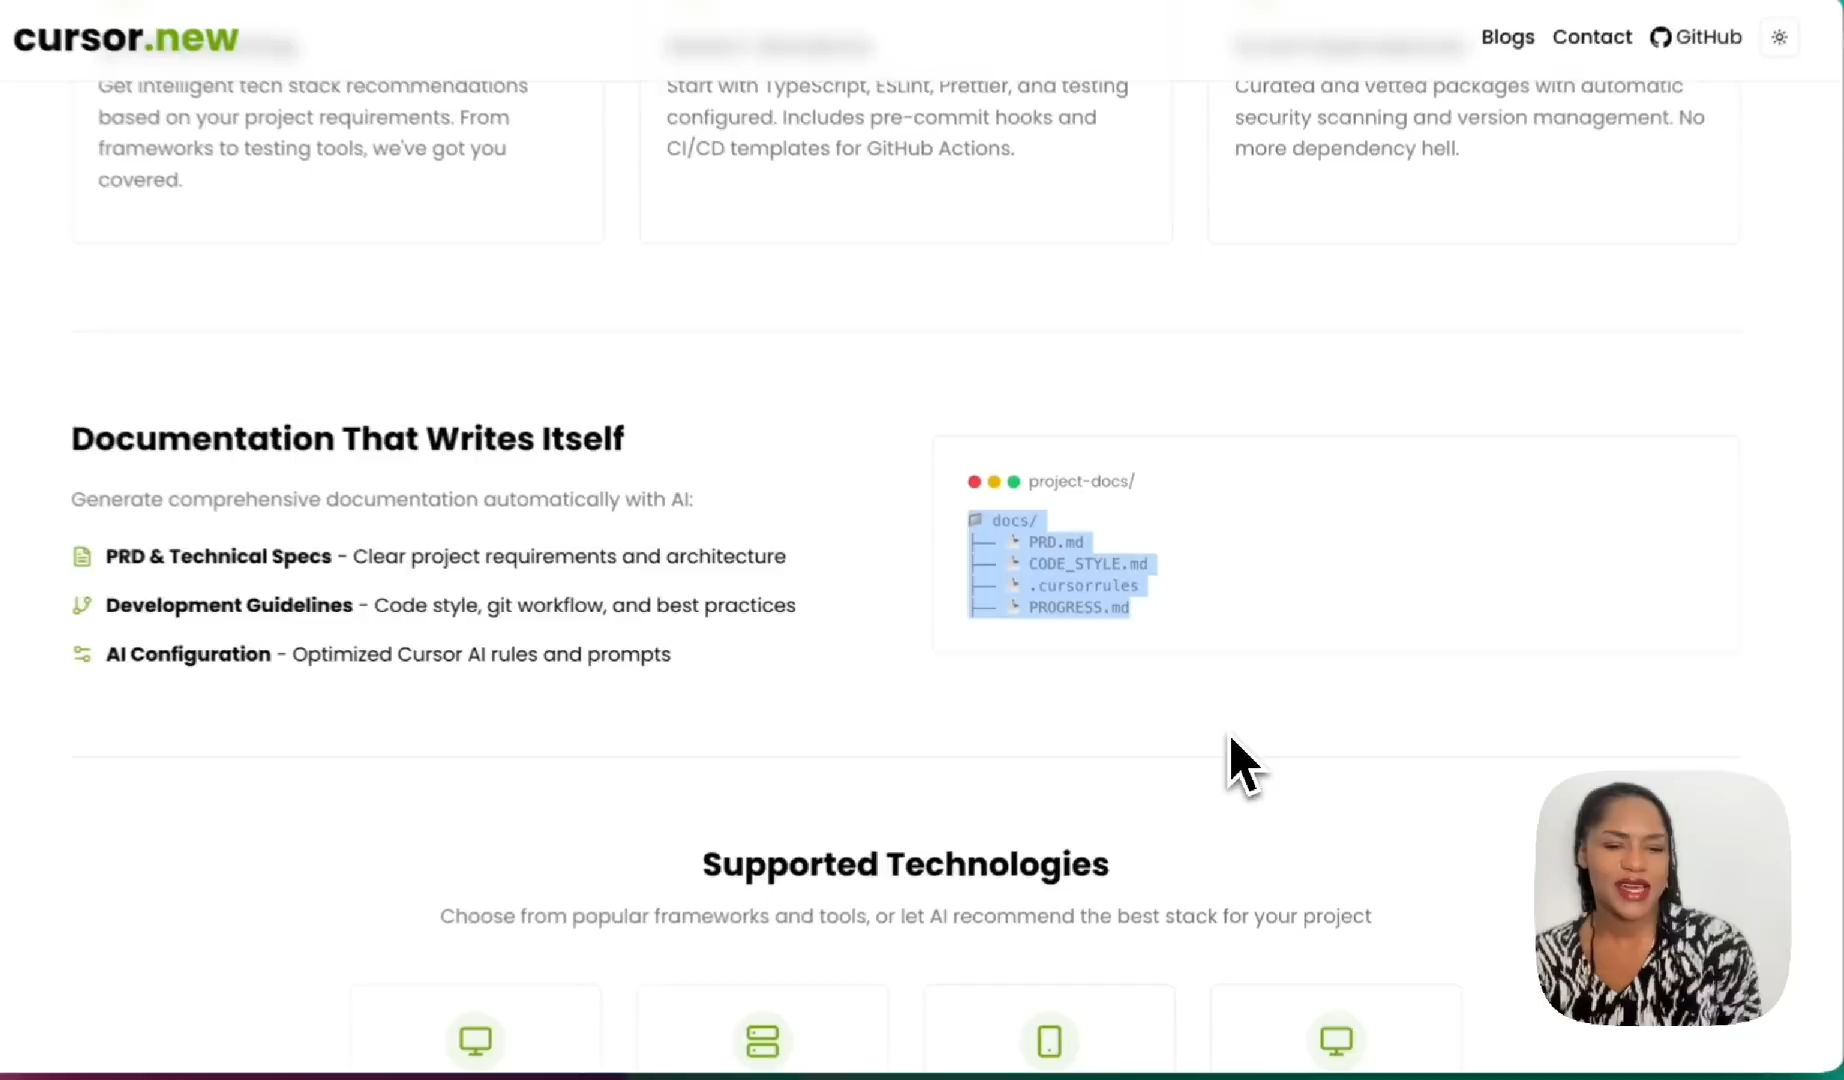 cursor.new
Blogs Contact GitHub
Get intelligent tech stack recommendations
based on your project requirements. From
frameworks to testing tools, we've got you
covered.
Start with TypeScript, ESLint, Prettier, and testing
configured. Includes pre-commit hooks and
CI/CD templates for GitHub Actions.
Curated and vetted packages with automatic
security scanning and version management. No
more dependency hell.
Documentation That Writes Itself
Generate comprehensive documentation automatically with AI:
PRD & Technical Specs - Clear project requirements and architecture
Development Guidelines - Code style, git workflow, and best practices
AI Configuration - Optimized Cursor AI rules and prompts
project-docs/
docs/
PRD.md
CODE_STYLE.md
.cursorrules
PROGRESS.md
Supported Technologies
Choose from popular frameworks and tools, or let AI recommend the best stack for your project